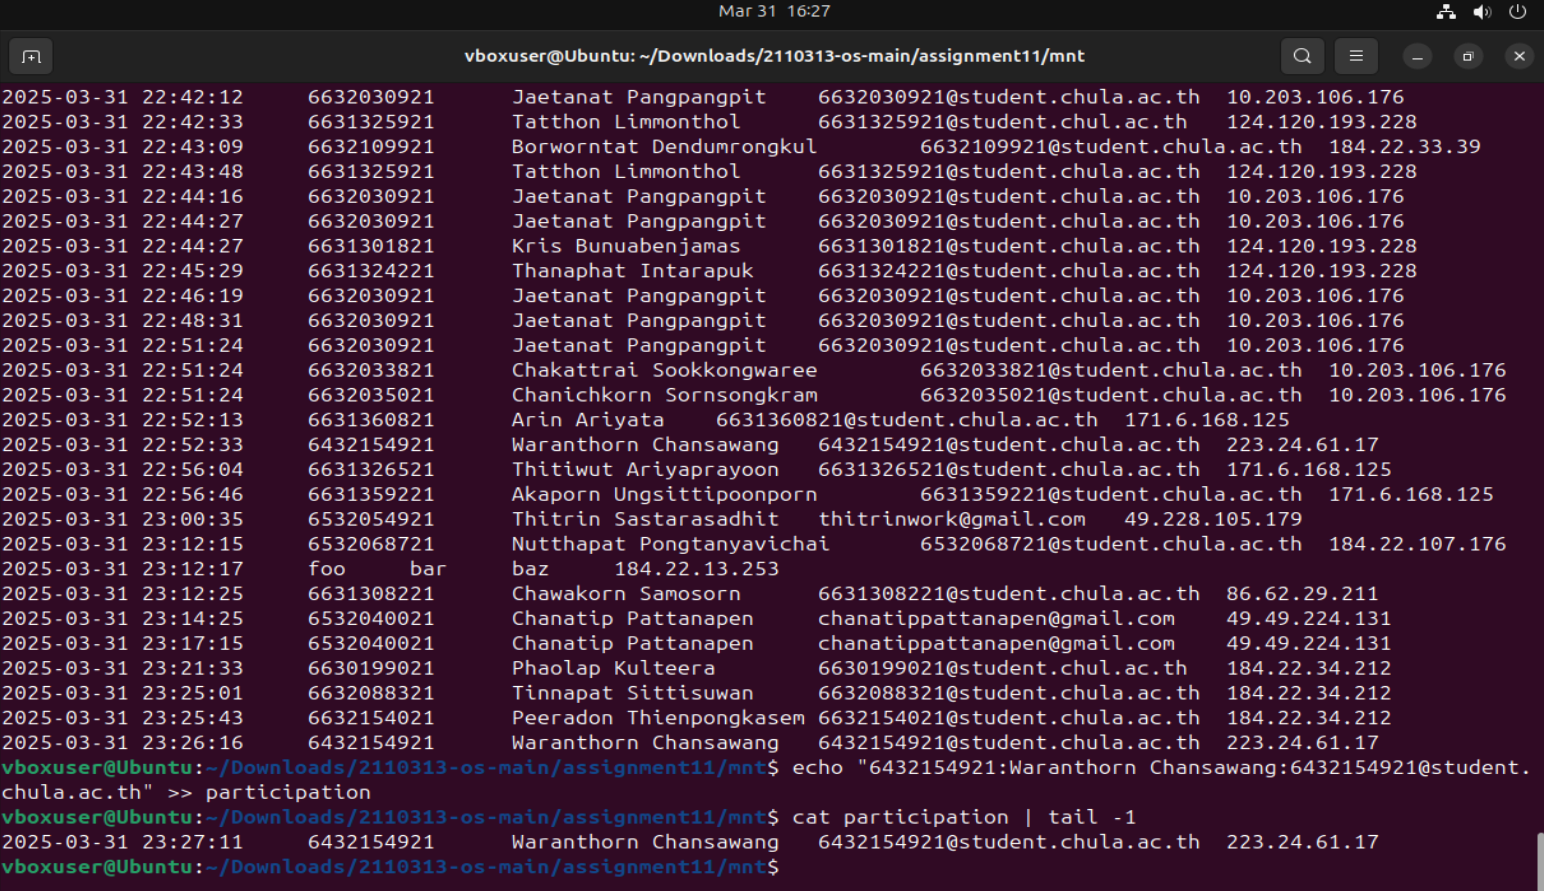 Mar 31 16:27
vboxuser@Ubuntu: ~/Downloads/2110313-os-main/assignment11/mnt
2025-03-31 22:42:12 6632030921 Jaetanat Pangpangpit 6632030921@student.chula.ac.th 10.203.106.176
2025-03-31 22:42:33 6631325921 Tatthon Limmonthol 6631325921@student.chul.ac.th 124.120.193.228
2025-03-31 22:43:09 6632109921 Borworntat Dendumrongkul 6632109921@student.chula.ac.th 184.22.33.39
2025-03-31 22:43:48 6631325921 Tatthon Limmonthol 6631325921@student.chula.ac.th 124.120.193.228
2025-03-31 22:44:16 6632030921 Jaetanat Pangpangpit 6632030921@student.chula.ac.th 10.203.106.176
2025-03-31 22:44:27 6632030921 Jaetanat Pangpangpit 6632030921@student.chula.ac.th 10.203.106.176
2025-03-31 22:44:27 6631301821 Kris Bunuabenjamas 6631301821@student.chula.ac.th 124.120.193.228
2025-03-31 22:45:29 6631324221 Thanaphat Intarapuk 6631324221@student.chula.ac.th 124.120.193.228
2025-03-31 22:46:19 6632030921 Jaetanat Pangpangpit 6632030921@student.chula.ac.th 10.203.106.176
2025-03-31 22:48:31 6632030921 Jaetanat Pangpangpit 6632030921@student.chula.ac.th 10.203.106.176
2025-03-31 22:51:24 6632030921 Jaetanat Pangpangpit 6632030921@student.chula.ac.th 10.203.106.176
2025-03-31 22:51:24 6632033821 Chakattrai Sookkongwaree 6632033821@student.chula.ac.th 10.203.106.176
2025-03-31 22:51:24 6632035021 Chanichkorn Sornsongkram 6632035021@student.chula.ac.th 10.203.106.176
2025-03-31 22:52:13 6631360821 Arin Ariyata 6631360821@student.chula.ac.th 171.6.168.125
2025-03-31 22:52:33 6432154921 Waranthorn Chansawang 6432154921@student.chula.ac.th 223.24.61.17
2025-03-31 22:56:04 6631326521 Thitiwut Ariyaprayoon 6631326521@student.chula.ac.th 171.6.168.125
2025-03-31 22:56:46 6631359221 Akaporn Ungsittipoonporn 6631359221@student.chula.ac.th 171.6.168.125
2025-03-31 23:00:35 6532054921 Thitrin Sastarasadhit thitrinwork@gmail.com 49.228.105.179
2025-03-31 23:12:15 6532068721 Nutthapat Pongtanyavichai 6532068721@student.chula.ac.th 184.22.107.176
2025-03-31 23:12:17 foo bar baz 184.22.13.253
2025-03-31 23:12:25 6631308221 Chawakorn Samosorn 6631308221@student.chula.ac.th 86.62.29.211
2025-03-31 23:14:25 6532040021 Chanatip Pattanapen chanatippattanapen@gmail.com 49.49.224.131
2025-03-31 23:17:15 6532040021 Chanatip Pattanapen chanatippattanapen@gmail.com 49.49.224.131
2025-03-31 23:21:33 6630199021 Phaolap Kulteera 6630199021@student.chula.ac.th 184.22.34.212
2025-03-31 23:25:01 6632088321 Tinnapat Sittisuwan 6632088321@student.chula.ac.th 184.22.34.212
2025-03-31 23:25:43 6632154021 Peeradon Thienpongkasem 6632154021@student.chula.ac.th 184.22.34.212
2025-03-31 23:26:16 6432154921 Waranthorn Chansawang 6432154921@student.chula.ac.th 223.24.61.17
vboxuser@Ubuntu:~/Downloads/2110313-os-main/assignment11/mnt$ echo "6432154921:Waranthorn Chansawang:6432154921@student.
chula.ac.th" >> participation
vboxuser@Ubuntu:~/Downloads/2110313-os-main/assignment11/mnt$ cat participation | tail -1
2025-03-31 23:27:11 6432154921 Waranthorn Chansawang 6432154921@student.chula.ac.th 223.24.61.17
vboxuser@Ubuntu:~/Downloads/2110313-os-main/assignment11/mnt$